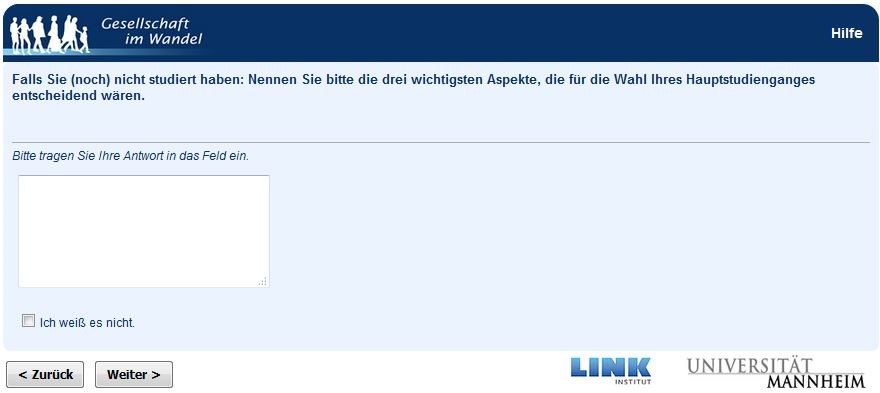 Gesellschaft
im Wandel
Hilfe
Falls Sie (noch) nicht studiert haben: Nennen Sie bitte die drei wichtigsten Aspekte, die für die Wahl Ihres Hauptstudienganges
entscheidend wären.
Bitte tragen Sie Ihre Antwort in das Feld ein.
Ich weiß es nicht.
< Zurück
Weiter >
LINK
INSTITUT
UNIVERSITÄT
MANNHEIM